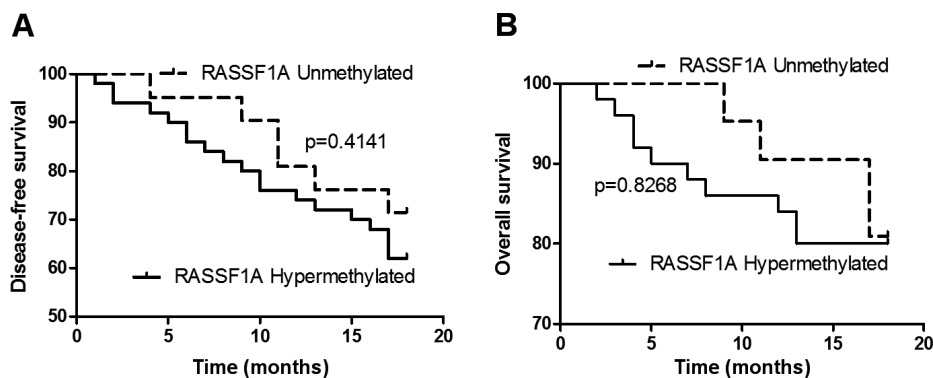 A
RASSF1A Unmethylated
100
90
80
70
60
50
p=0.4141
Disease-free survival
RASSF1A Hypermethylated
0
5
10
15
20
Time (months)
B
RASSF1A Unmethylated
100
90
80
70
p=0.8268
Overall survival
RASSF1A Hypermethylated
0
5
10
15
20
Time (months)